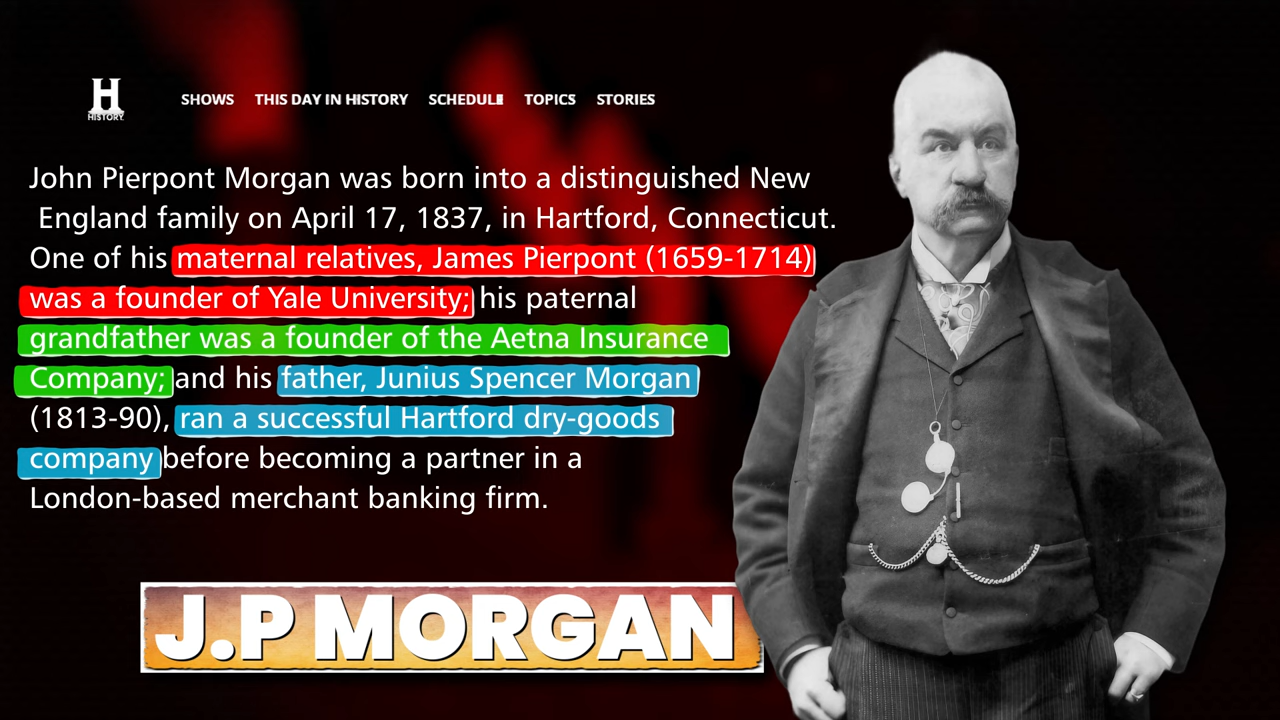 H
HISTORY
SHOWS THIS DAY IN HISTORY SCHEDULE TOPICS STORIES
John Pierpont Morgan was born into a distinguished New
England family on April 17, 1837, in Hartford, Connecticut.
One of his maternal relatives, James Pierpont (1659-1714)
was a founder of Yale University; his paternal
grandfather was a founder of the Aetna Insurance
Company; and his father, Junius Spencer Morgan
(1813-90), ran a successful Hartford dry-goods
company before becoming a partner in a
London-based merchant banking firm.
J.P MORGAN